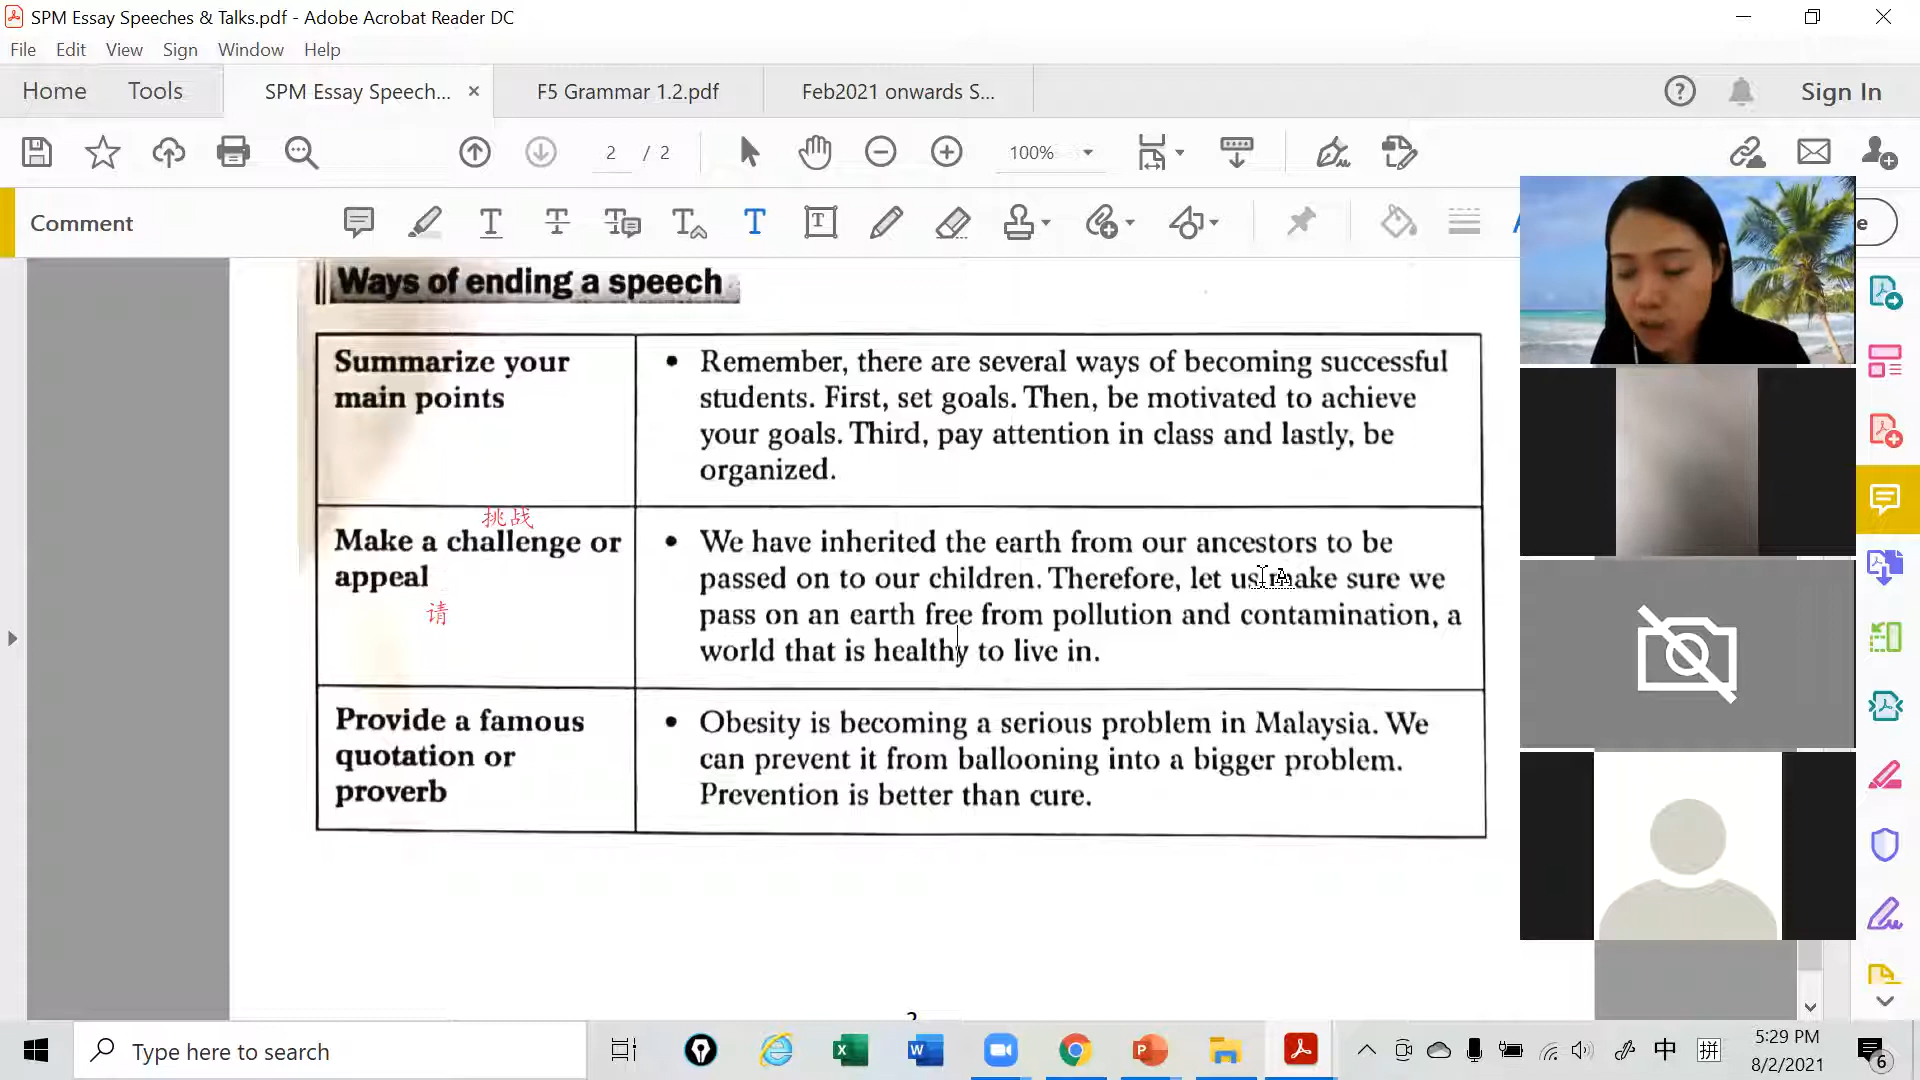 SPM Essay Speeches & Talks.pdf - Adobe Acrobat Reader DC
File Edit View Sign Window Help
Home Tools SPM Essay Speech... × F5 Grammar 1.2.pdf Feb2021 onwards S... Sign In
2 / 2 100%
Comment
Ways of ending a speech
Summarize your
main points
• Remember, there are several ways of becoming successful
students. First, set goals. Then, be motivated to achieve
your goals. Third, pay attention in class and lastly, be
organized.
挑战
Make a challenge or
appeal
请
• We have inherited the earth from our ancestors to be
passed on to our children. Therefore, let us make sure we
pass on an earth free from pollution and contamination, a
world that is healthy to live in.
Provide a famous
quotation or
proverb
• Obesity is becoming a serious problem in Malaysia. We
can prevent it from ballooning into a bigger problem.
Prevention is better than cure.
Type here to search
中 拼
5:29 PM
8/2/2021
6